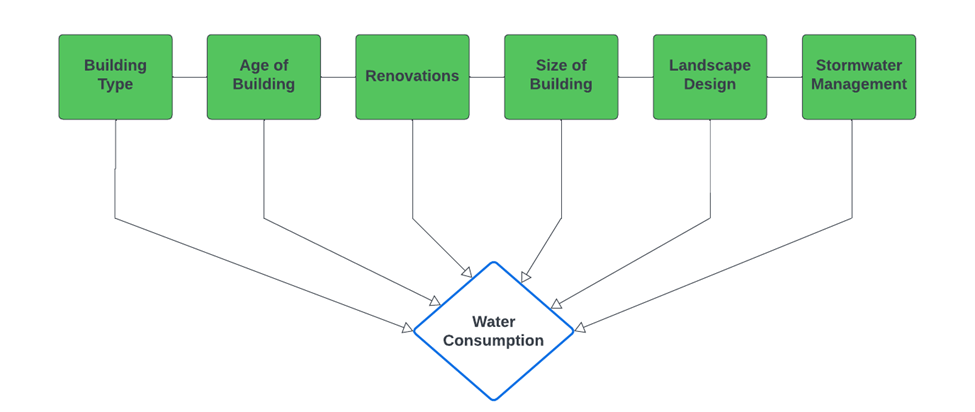 Building
Type
Age of
Building
Renovations
Size of
Building
Landscape
Design
Stormwater
Management
Water
Consumption